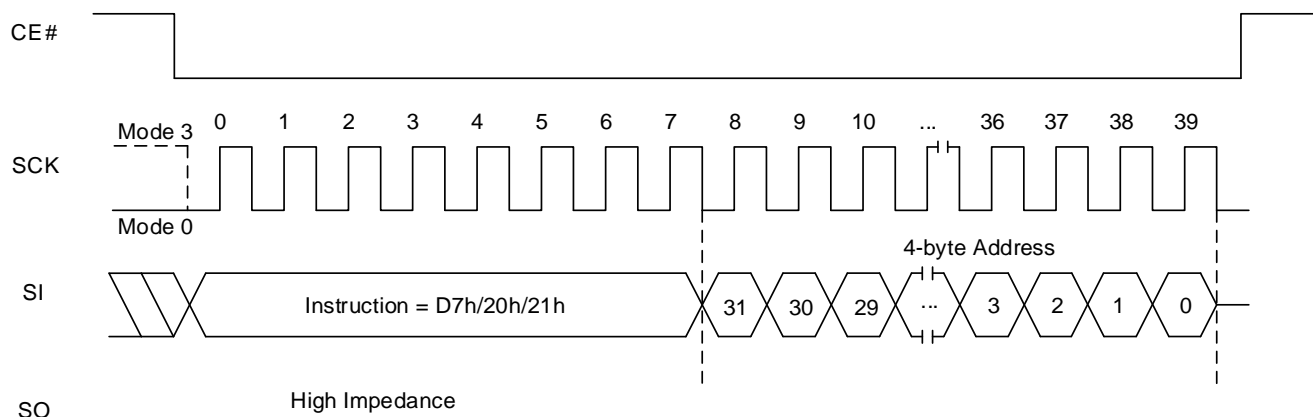 CE#
Mode 3
0 1 2 3 4 5 6 7 8 9 10 ... 36 37 38 39
SCK
Mode 0
4-byte Address
SI
Instruction = D7h/20h/21h
31 30 29 ... 3 2 1 0
High Impedance
SO